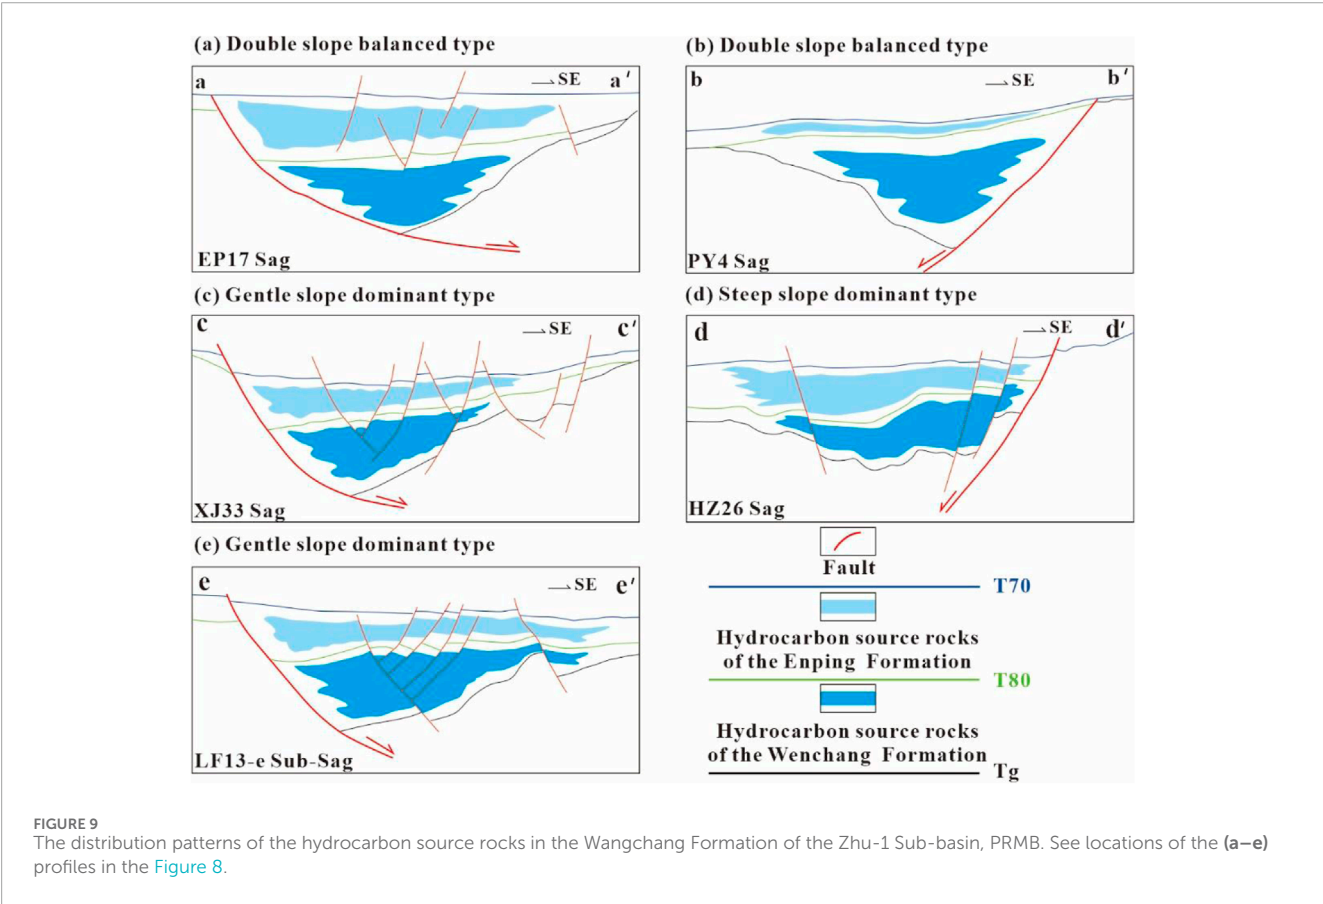 (a) Double slope balanced type
a
SE
a′
EP17 Sag
(b) Double slope balanced type
b
SE
b′
PY4 Sag
(c) Gentle slope dominant type
c
SE
c′
XJ33 Sag
(d) Steep slope dominant type
d
SE
d′
HZ26 Sag
(e) Gentle slope dominant type
e
SE
e′
LF13-e Sub-Sag
Fault
T70
Hydrocarbon source rocks
of the Enping Formation
T80
Hydrocarbon source rocks
of the Wenchang Formation
Tg
FIGURE 9
The distribution patterns of the hydrocarbon source rocks in the Wangchang Formation of the Zhu-1 Sub-basin, PRMB. See locations of the (a–e)
profiles in the Figure 8.